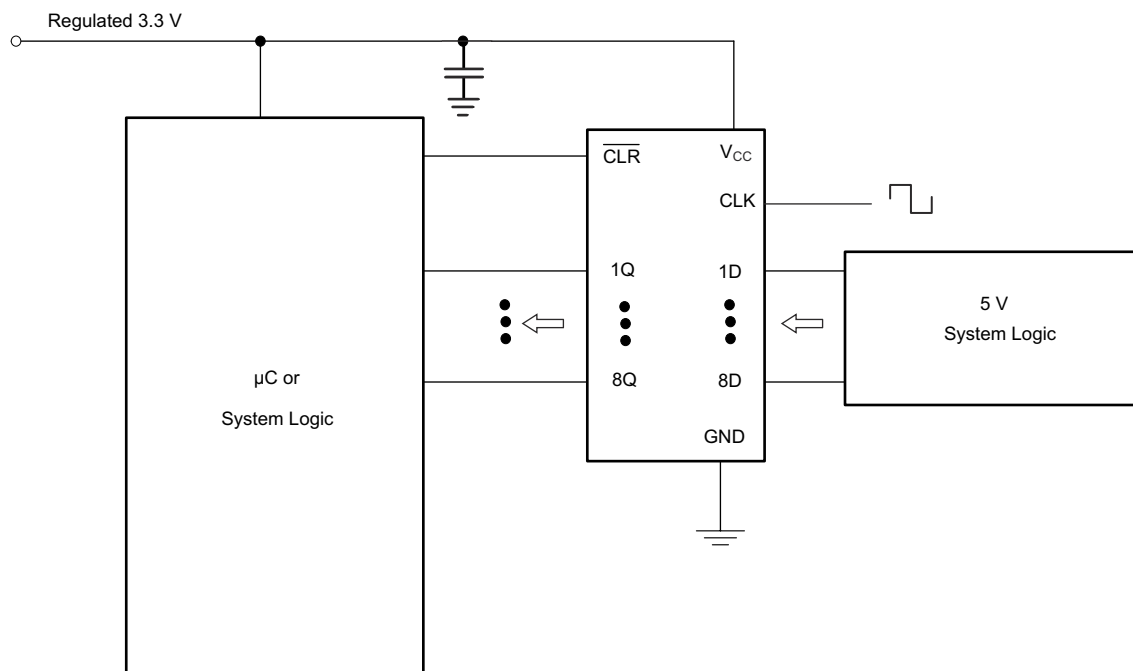 Regulated 3.3 V
CLR
VCC
CLK
1Q
1D
5 V
System Logic
µC or
System Logic
8Q
8D
GND